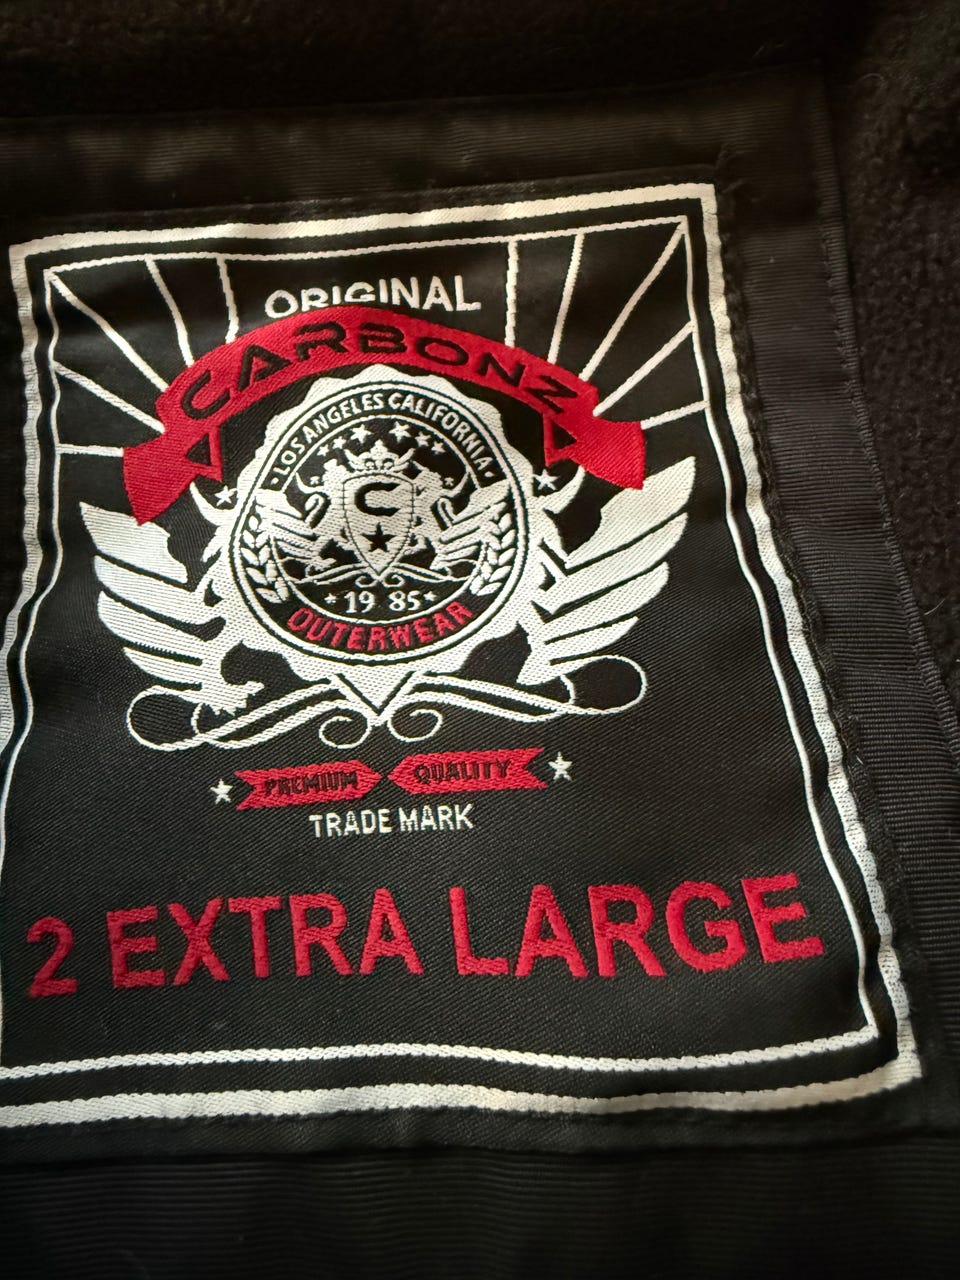 ORIGINAL
CARBONZ
· LOS ANGELES CALIFORNIA ·
C
19 85
OUTERWEAR
PREMIUM QUALITY
TRADE MARK
2 EXTRA LARGE